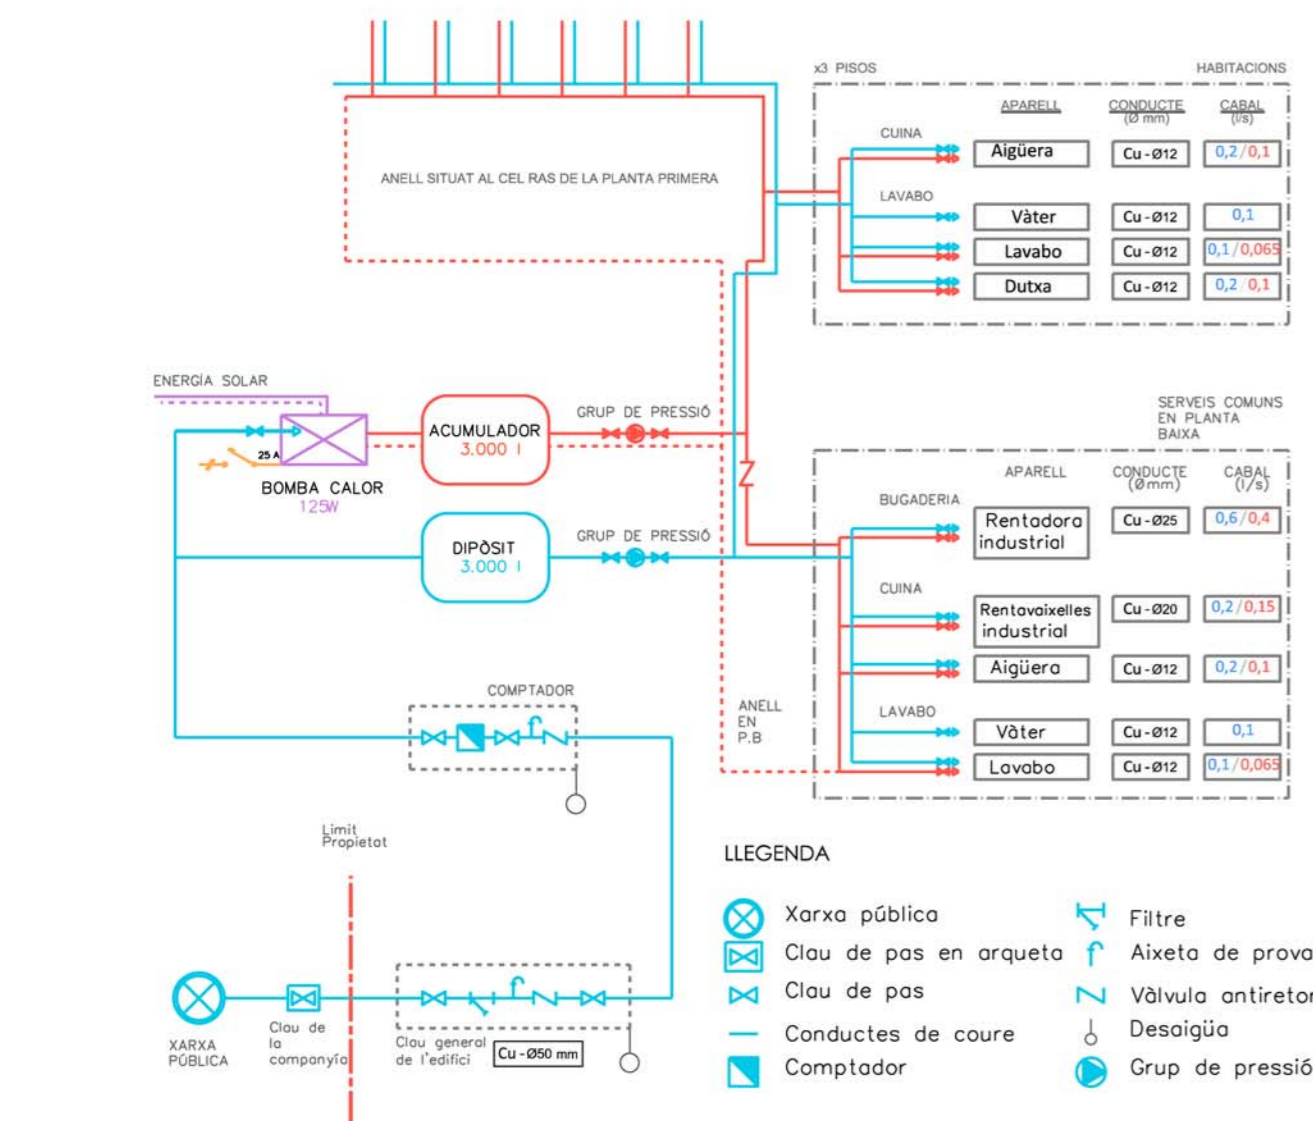 x3 PISOS
HABITACIONS
APARELL
CONDUCTE
(Ø mm)
CABAL
(l/s)
CUINA
Aigüera
Cu - Ø12
0,2/0,1
LAVABO
Vàter
Cu - Ø12
0,1
Lavabo
Cu - Ø12
0,1/0,065
Dutxa
Cu - Ø12
0,2/0,1
ANELL SITUAT AL CEL RAS DE LA PLANTA PRIMERA
ENERGÍA SOLAR
25 A
BOMBA CALOR
125W
ACUMULADOR
3.000 l
GRUP DE PRESSIÓ
DIPÒSIT
3.000 l
GRUP DE PRESSIÓ
SERVEIS COMUNS
EN PLANTA
BAIXA
APARELL
CONDUCTE
(Ømm)
CABAL
(l/s)
BUGADERIA
Rentadora
industrial
Cu - Ø25
0,6/0,4
CUINA
Rentavaixelles
industrial
Cu - Ø20
0,2/0,15
Aigüera
Cu - Ø12
0,2/0,1
LAVABO
Vàter
Cu - Ø12
0,1
Lavabo
Cu - Ø12
0,1/0,065
ANELL
EN
P.B
COMPTADOR
Limit
Propietat
XARXA
PÚBLICA
Clau de
la
companyía
Clau general
de l'edifici
Cu - Ø50 mm
LLEGENDA
Xarxa pública
Clau de pas en arqueta
Clau de pas
Conductes de coure
Comptador
Filtre
Aixeta de prova
Vàlvula antiretor
Desaigüa
Grup de pressió